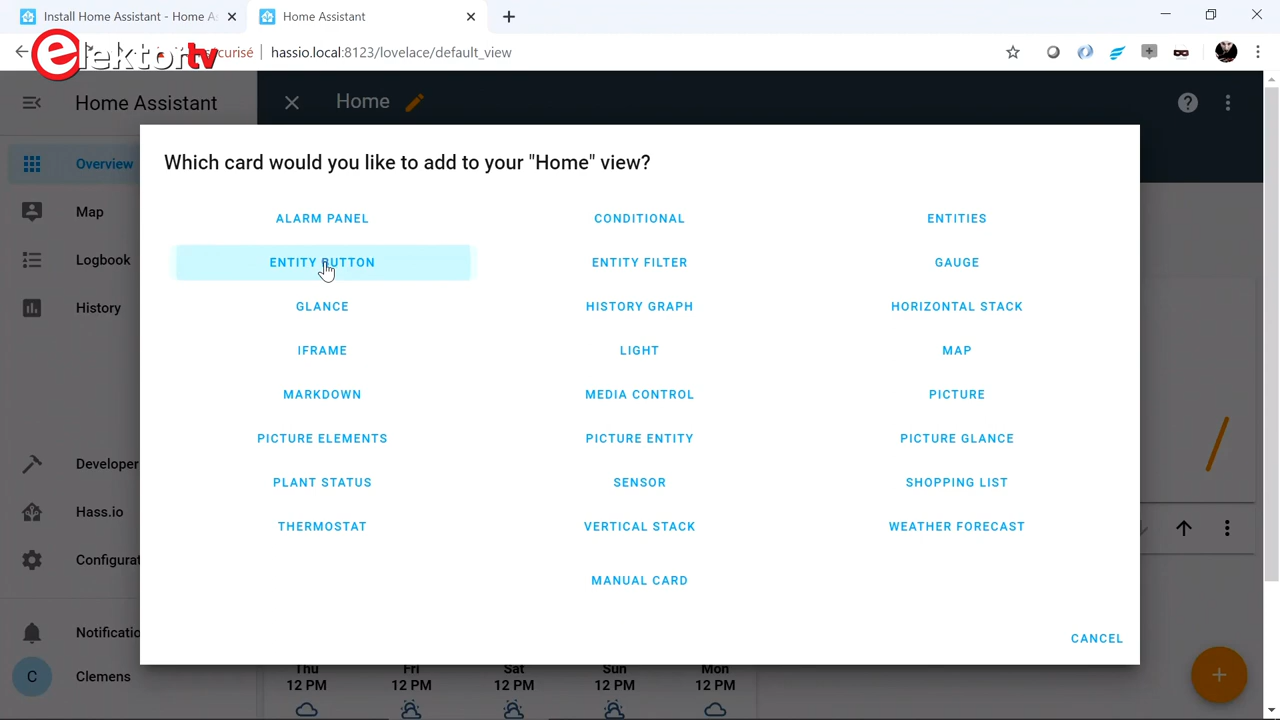 Install Home Assistant - Home As
Home Assistant
elektor tv
curisé
hassio.local:8123/lovelace/default_view
Home Assistant
Home
Overview
Map
Logbook
History
Developer
Hass.io
Configurat
Notificatio
C
Clemens
Which card would you like to add to your "Home" view?
ALARM PANEL
CONDITIONAL
ENTITIES
ENTITY BUTTON
ENTITY FILTER
GAUGE
GLANCE
HISTORY GRAPH
HORIZONTAL STACK
IFRAME
LIGHT
MAP
MARKDOWN
MEDIA CONTROL
PICTURE
PICTURE ELEMENTS
PICTURE ENTITY
PICTURE GLANCE
PLANT STATUS
SENSOR
SHOPPING LIST
THERMOSTAT
VERTICAL STACK
WEATHER FORECAST
MANUAL CARD
CANCEL
Thu Fri Sat Sun Mon
12 PM 12 PM 12 PM 12 PM 12 PM